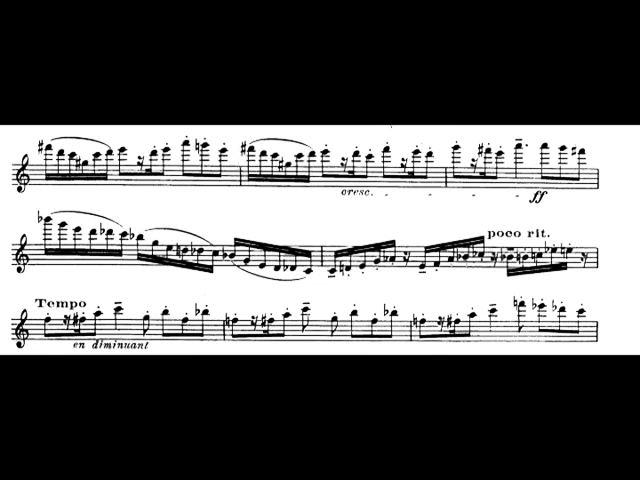 cresc.
ff
poco rit.
Tempo
en diminuant